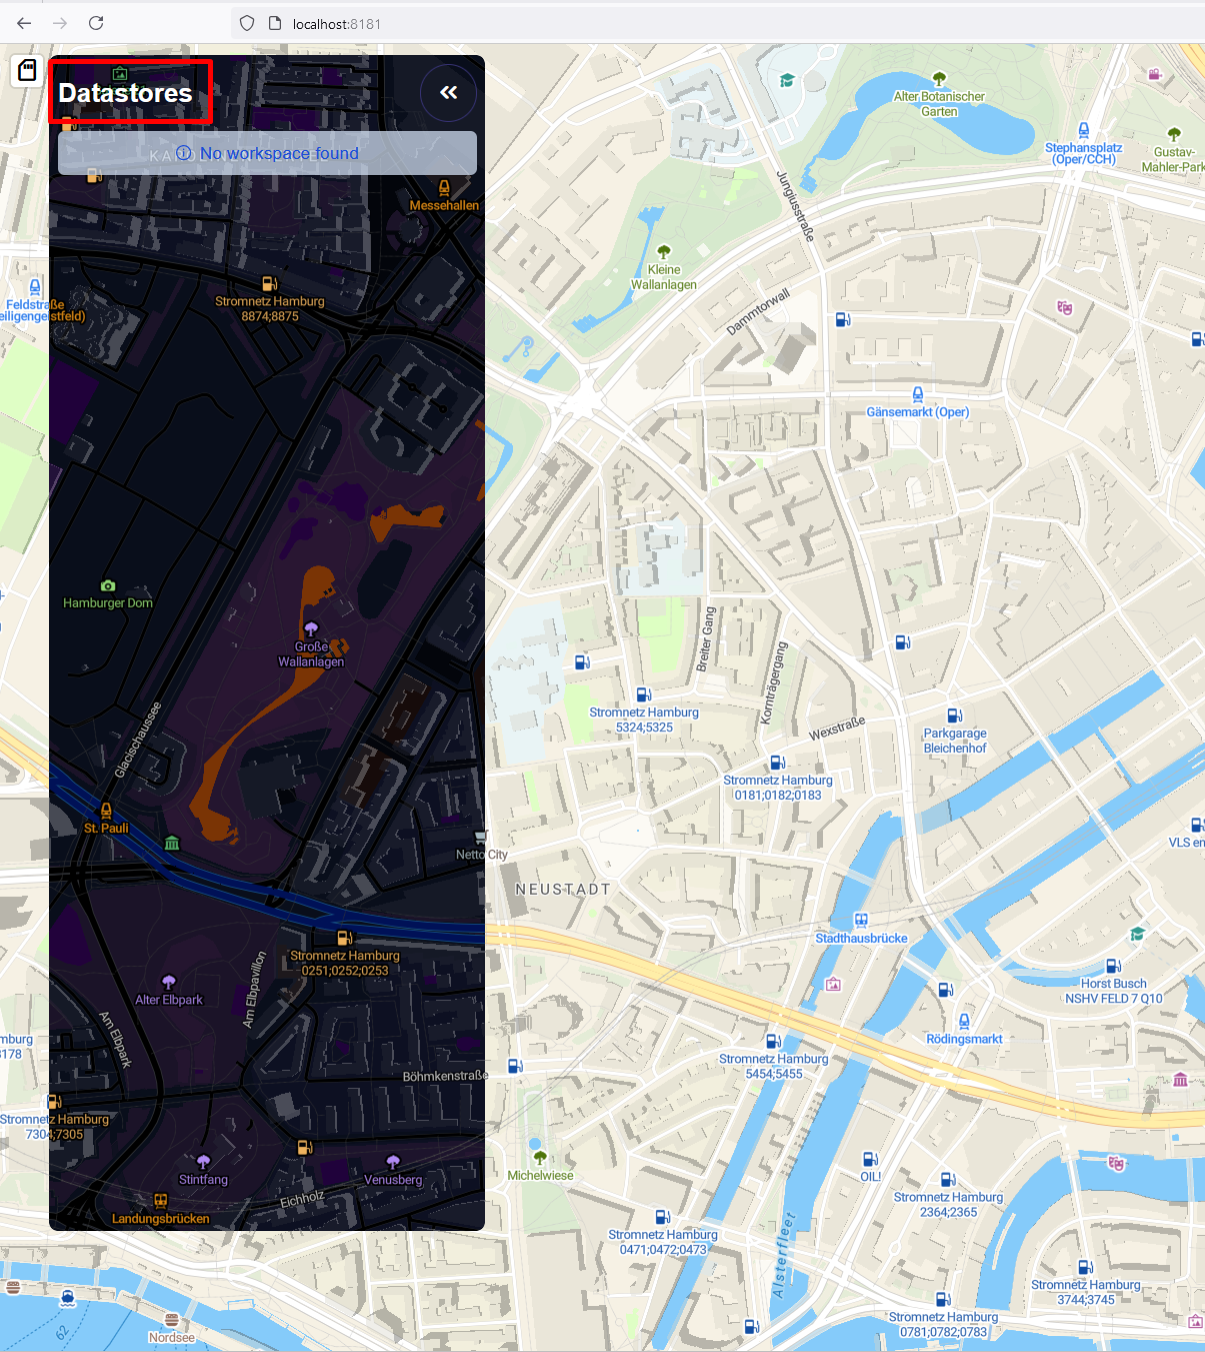 localhost:8181
Datastores
No workspace found
Messehallen
Stromnetz Hamburg
8874;8875
Feldstraße
stfeld)
Hamburger Dom
Große
Wallanlagen
Glacischaussee
St. Pauli
Netto City
Stromnetz Hamburg
0251;0252;0253
Alter Elbpark
Am Elbpavillon
Am Elbpark
Böhmkenstraße
Stromnetz Hamburg
7304;7305
Stintfang
Venusberg
Eichholz
Landungsbrücken
62
Nordsee
Alter Botanischer
Garten
Stephansplatz
(Oper/CCH)
Gustav-
Mahler-Park
Jungiusstraße
Kleine
Wallanlagen
Dammtorwall
Gänsemarkt (Oper)
Breiter Gang
Kornträgergang
Stromnetz Hamburg
5324;5325
Wexstraße
Parkgarage
Bleichenhof
Stromnetz Hamburg
0181;0182;0183
VLS en
NEUSTADT
Stadthausbrücke
Horst Busch
NSHV FELD 7 Q10
Rödingsmarkt
Stromnetz Hamburg
5454;5455
Michelwiese
OIL!
Stromnetz Hamburg
2364;2365
Stromnetz Hamburg
0471;0472;0473
Alsterfleet
Stromnetz Hamburg
3744;3745
Stromnetz Hamburg
0781;0782;0783